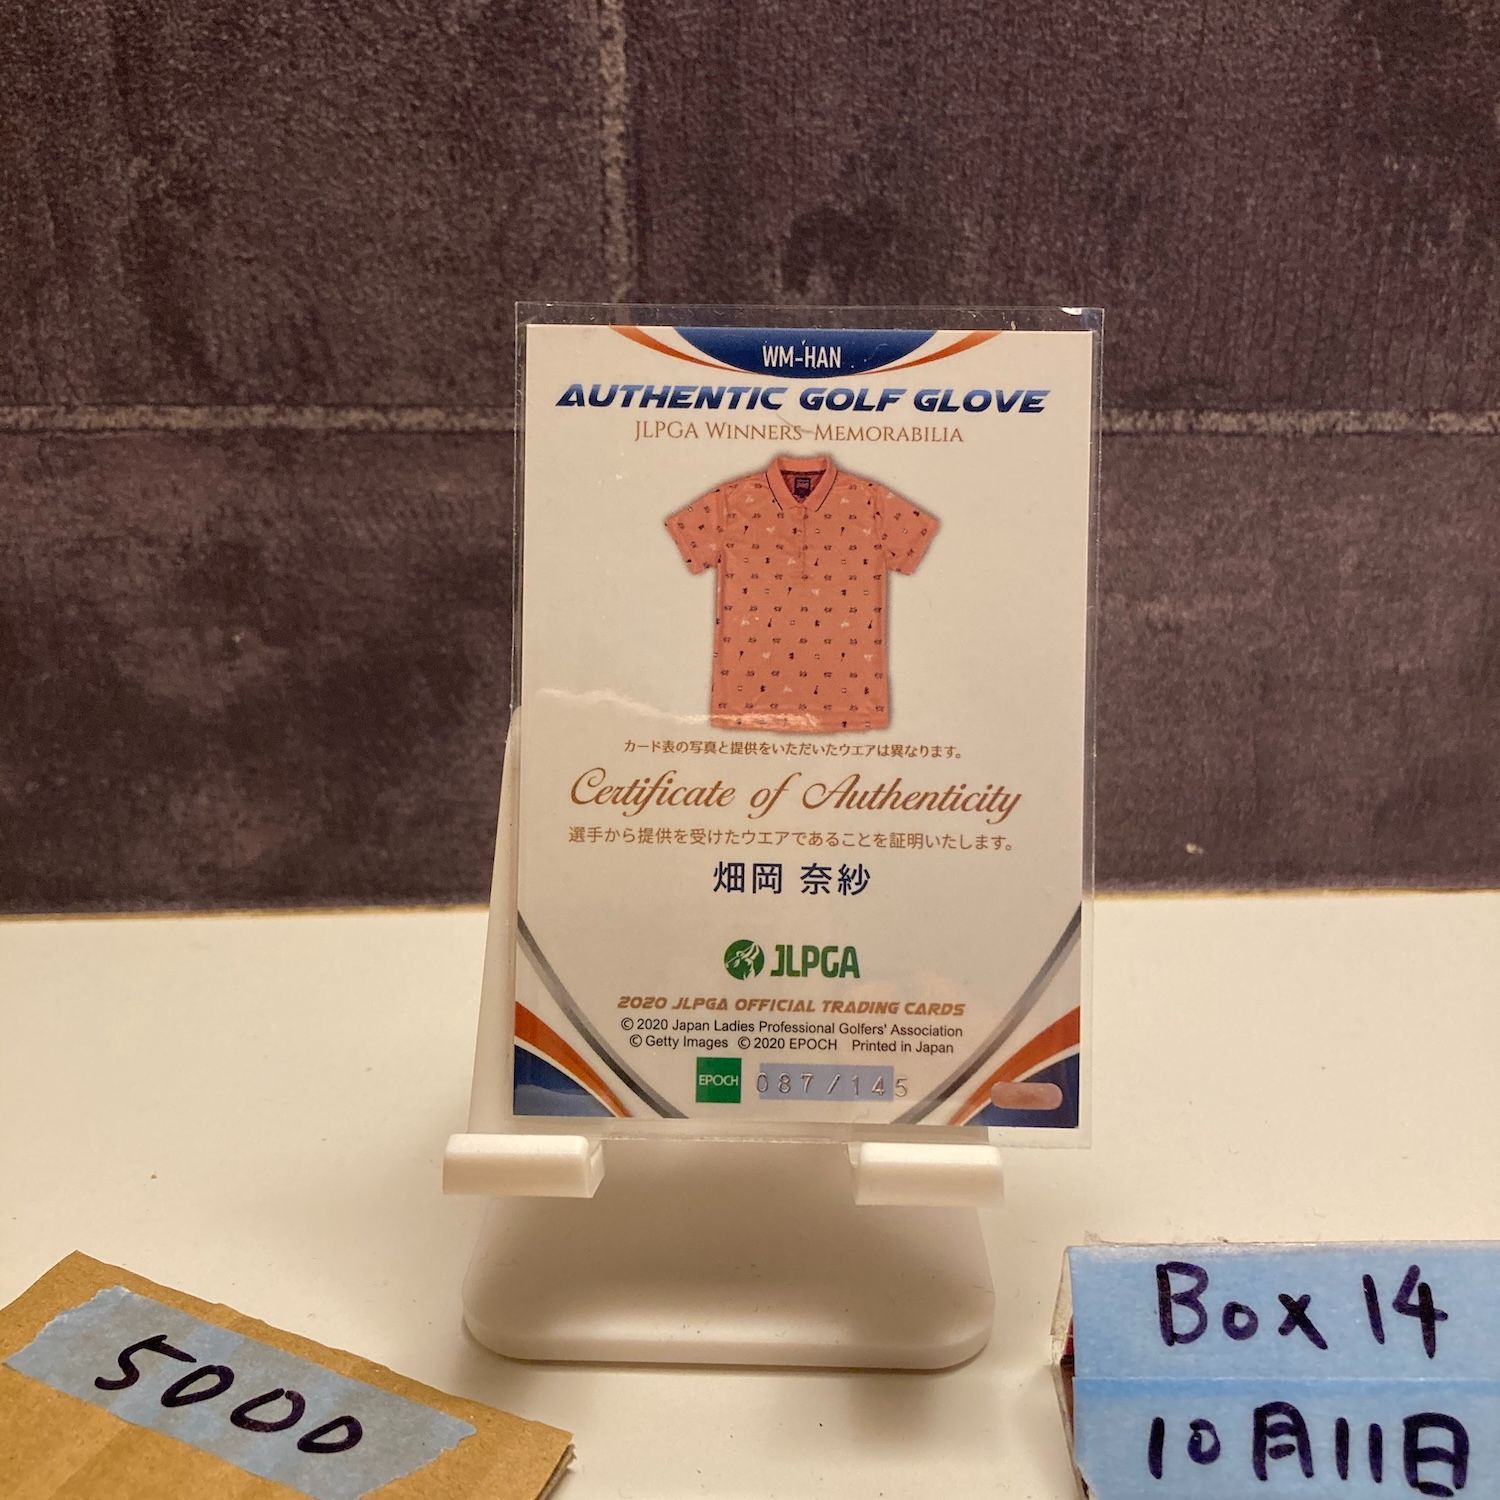 WM-HAN
AUTHENTIC GOLF GLOVE
JLPGA WINNERS MEMORABILIA
カード表の写真と提供をいただいたウエアは異なります。
Certificate of Authenticity
選手から提供を受けたウエアであることを証明いたします。
畑岡 奈紗
JLPGA
2020 JLPGA OFFICIAL TRADING CARDS
© 2020 Japan Ladies Professional Golfers' Association
© Getty Images © 2020 EPOCH Printed in Japan
EPOCH 087/145
5000
Box 14
10月11日